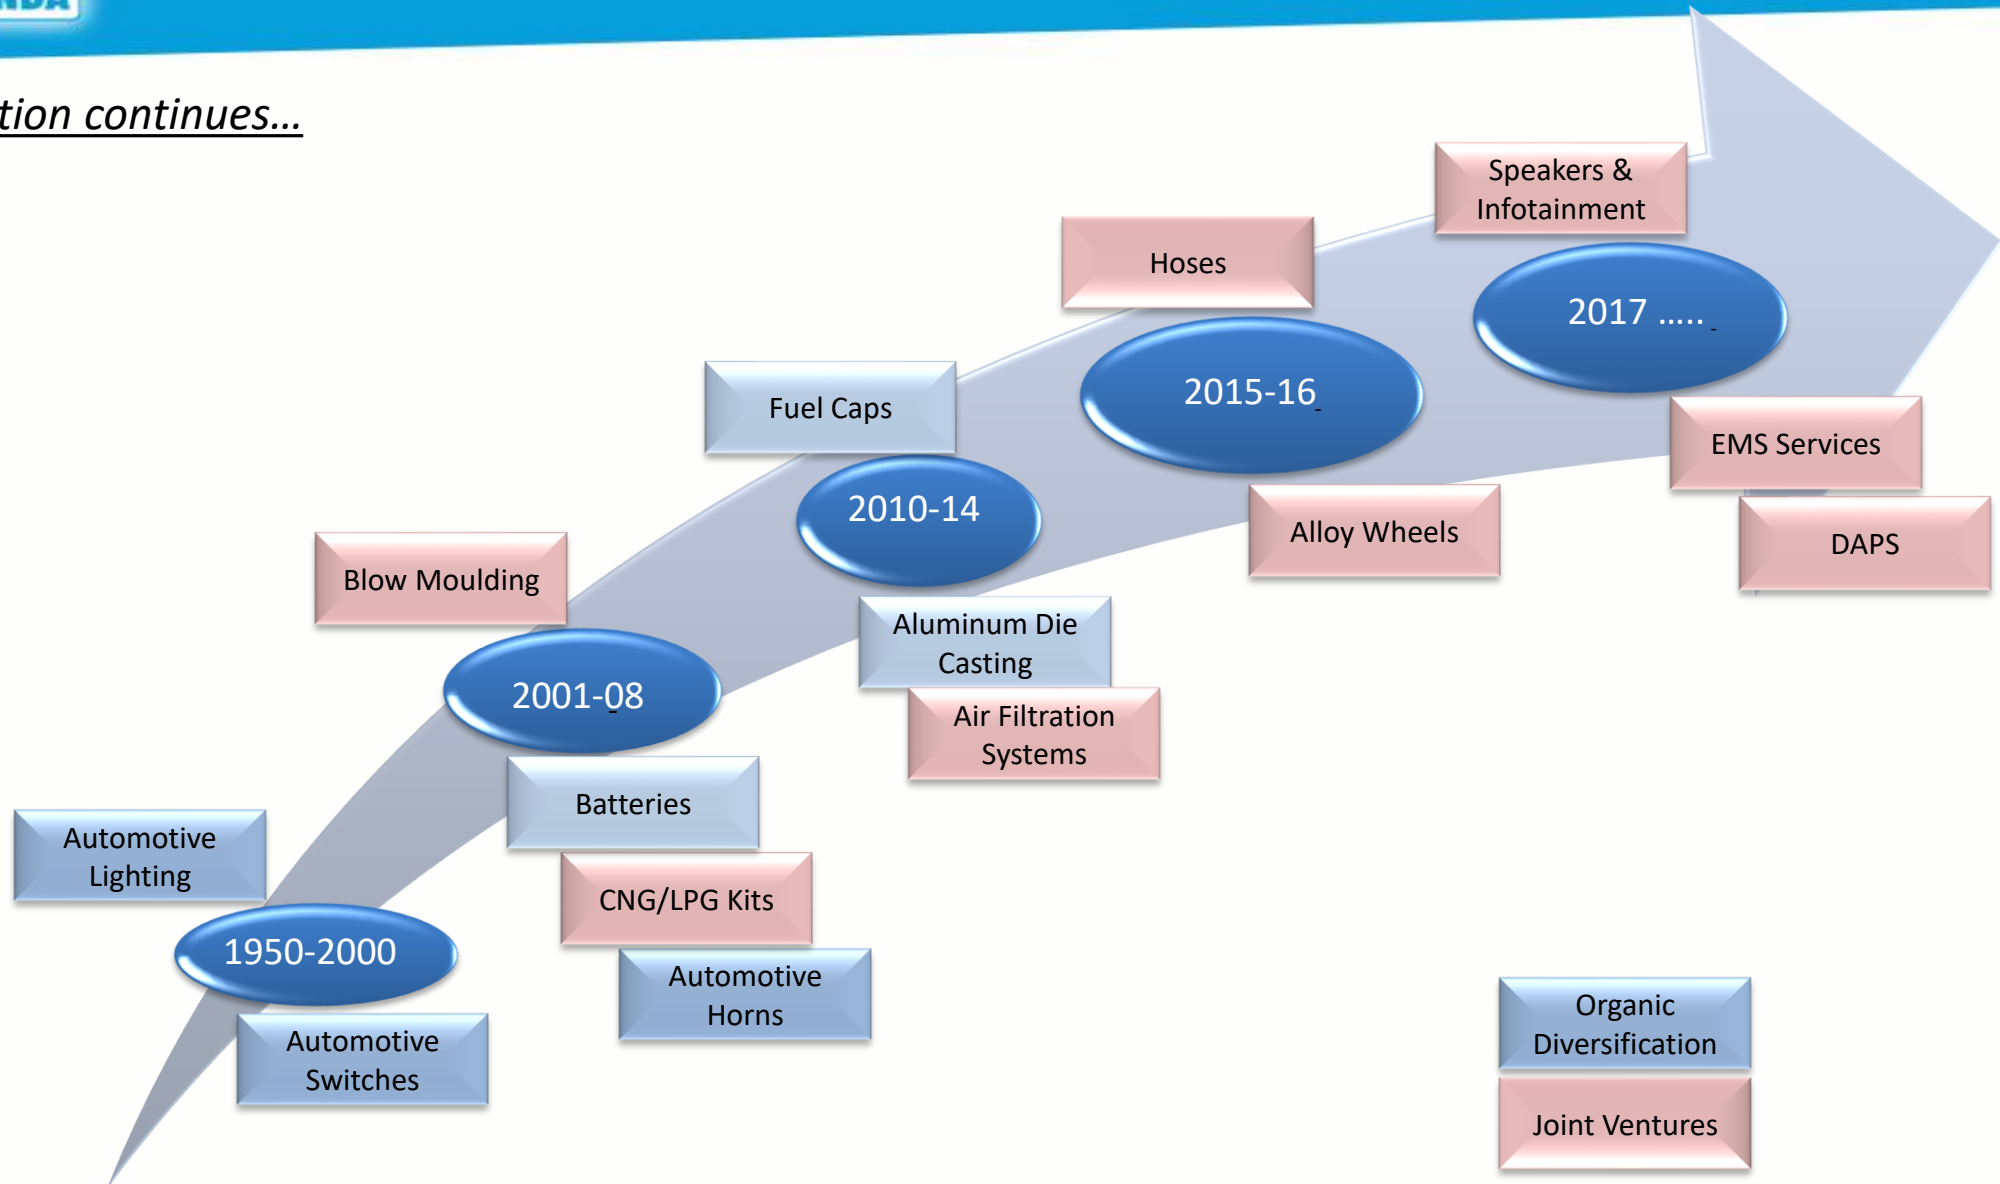 tion continues...
Speakers &
Infotainment
Hoses
2017 .....
2015-16
Fuel Caps
EMS Services
2010-14
Alloy Wheels
DAPS
Blow Moulding
Aluminum Die
Casting
2001-08
Air Filtration
Systems
Batteries
Automotive
Lighting
CNG/LPG Kits
1950-2000
Automotive
Horns
Automotive
Switches
Organic
Diversification
Joint Ventures